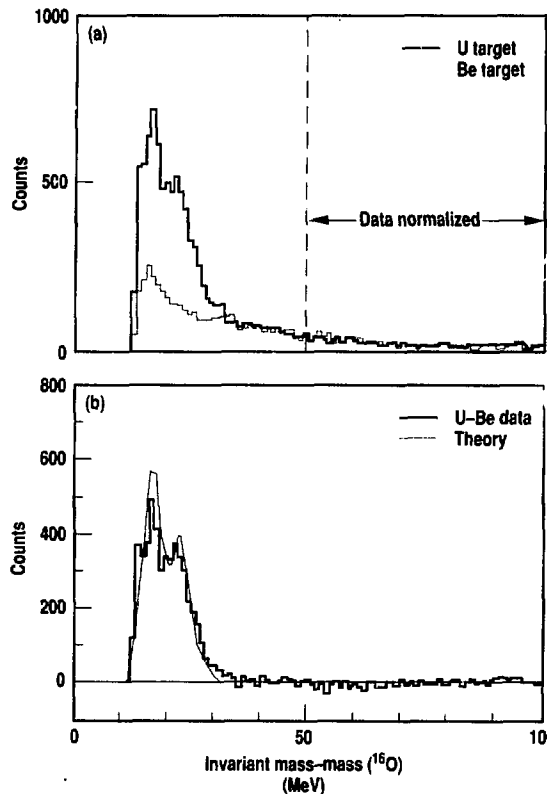 1000
(a)
U target
Be target
Counts
500
Data normalized
0
800
(b)
U–Be data
Theory
600
Counts
400
200
0
0
50
100
Invariant mass–mass (¹⁶O)
(MeV)